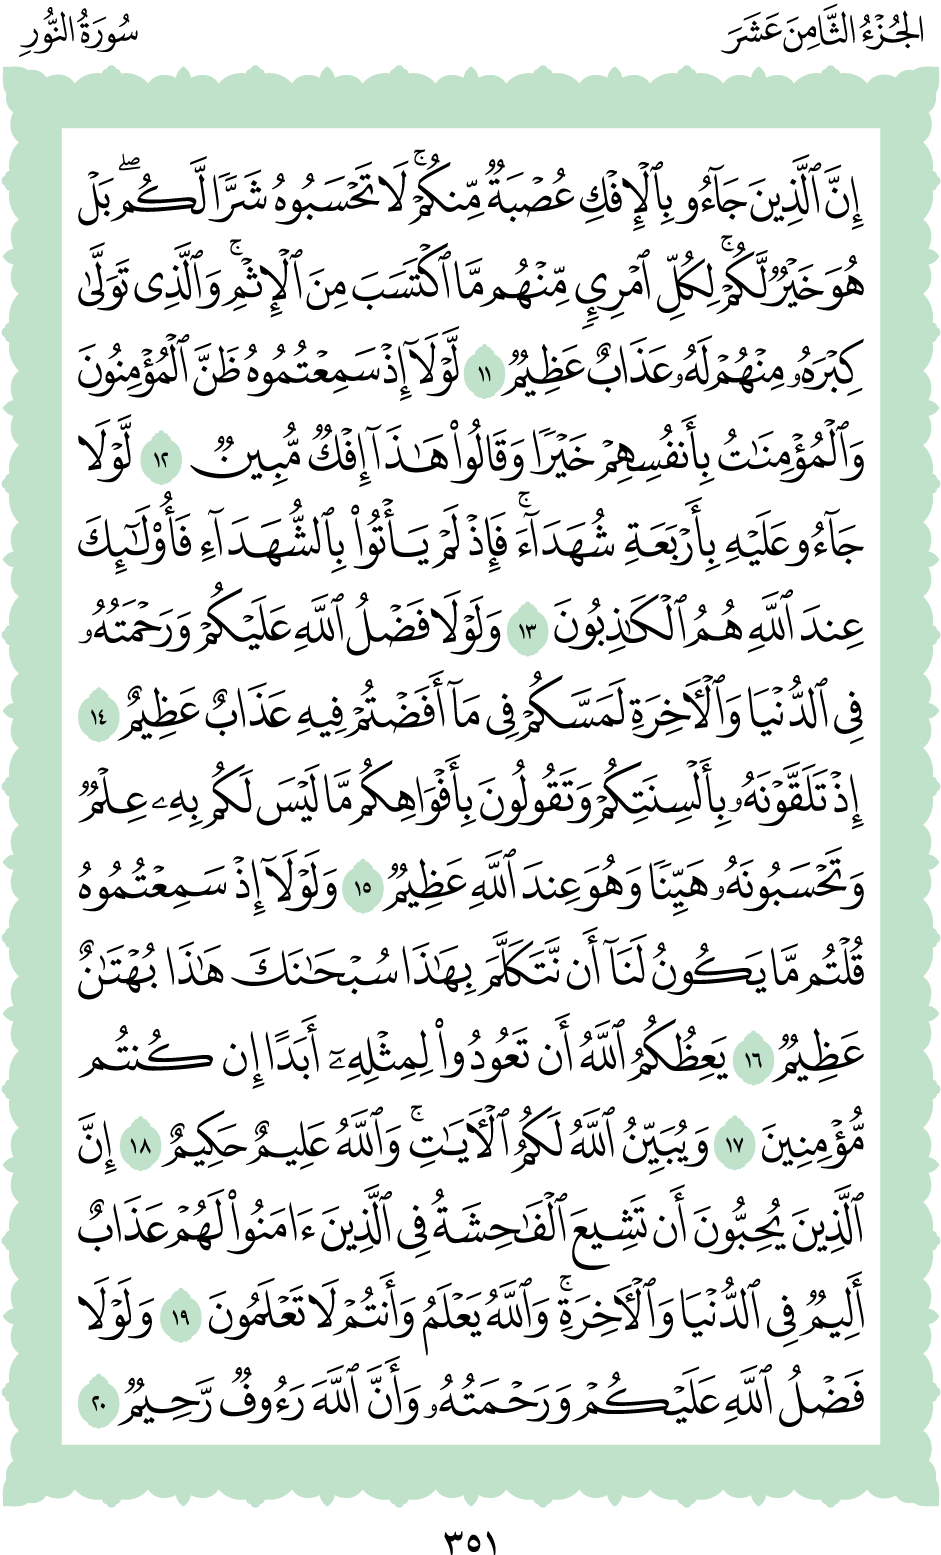 الجُزْءُ الثَّامِنَ عَشَرَ
سُورَةُ النُّورِ
إِنَّ ٱلَّذِينَ جَآءُو بِٱلْإِفْكِ عُصْبَةٌ مِّنكُمْ ۚ لَا تَحْسَبُوهُ شَرًّا لَّكُم ۖ بَلْ
هُوَ خَيْرٌ لَّكُمْ ۚ لِكُلِّ ٱمْرِئٍ مِّنْهُم مَّا ٱكْتَسَبَ مِنَ ٱلْإِثْمِ ۚ وَٱلَّذِى تَوَلَّىٰ
كِبْرَهُۥ مِنْهُمْ لَهُۥ عَذَابٌ عَظِيمٌ ١١ لَّوْلَآ إِذْ سَمِعْتُمُوهُ ظَنَّ ٱلْمُؤْمِنُونَ
وَٱلْمُؤْمِنَٰتُ بِأَنفُسِهِمْ خَيْرًا وَقَالُوا۟ هَٰذَآ إِفْكٌ مُّبِينٌ ١٢ لَّوْلَا
جَآءُو عَلَيْهِ بِأَرْبَعَةِ شُهَدَآءَ ۚ فَإِذْ لَمْ يَأْتُوا۟ بِٱلشُّهَدَآءِ فَأُو۟لَٰٓئِكَ
عِندَ ٱللَّهِ هُمُ ٱلْكَٰذِبُونَ ١٣ وَلَوْلَا فَضْلُ ٱللَّهِ عَلَيْكُمْ وَرَحْمَتُهُۥ
فِى ٱلدُّنْيَا وَٱلْءَاخِرَةِ لَمَسَّكُمْ فِى مَآ أَفَضْتُمْ فِيهِ عَذَابٌ عَظِيمٌ ١٤
إِذْ تَلَقَّوْنَهُۥ بِأَلْسِنَتِكُمْ وَتَقُولُونَ بِأَفْوَاهِكُم مَّا لَيْسَ لَكُم بِهِۦ عِلْمٌ
وَتَحْسَبُونَهُۥ هَيِّنًا وَهُوَ عِندَ ٱللَّهِ عَظِيمٌ ١٥ وَلَوْلَآ إِذْ سَمِعْتُمُوهُ
قُلْتُم مَّا يَكُونُ لَنَآ أَن نَّتَكَلَّمَ بِهَٰذَا سُبْحَٰنَكَ هَٰذَا بُهْتَٰنٌ
عَظِيمٌ ١٦ يَعِظُكُمُ ٱللَّهُ أَن تَعُودُوا۟ لِمِثْلِهِۦٓ أَبَدًا إِن كُنتُم
مُّؤْمِنِينَ ١٧ وَيُبَيِّنُ ٱللَّهُ لَكُمُ ٱلْءَايَٰتِ ۚ وَٱللَّهُ عَلِيمٌ حَكِيمٌ ١٨ إِنَّ
ٱلَّذِينَ يُحِبُّونَ أَن تَشِيعَ ٱلْفَٰحِشَةُ فِى ٱلَّذِينَ ءَامَنُوا۟ لَهُمْ عَذَابٌ
أَلِيمٌ فِى ٱلدُّنْيَا وَٱلْءَاخِرَةِ ۚ وَٱللَّهُ يَعْلَمُ وَأَنتُمْ لَا تَعْلَمُونَ ١٩ وَلَوْلَا
فَضْلُ ٱللَّهِ عَلَيْكُمْ وَرَحْمَتُهُۥ وَأَنَّ ٱللَّهَ رَءُوفٌ رَّحِيمٌ ٢٠
٣٥١